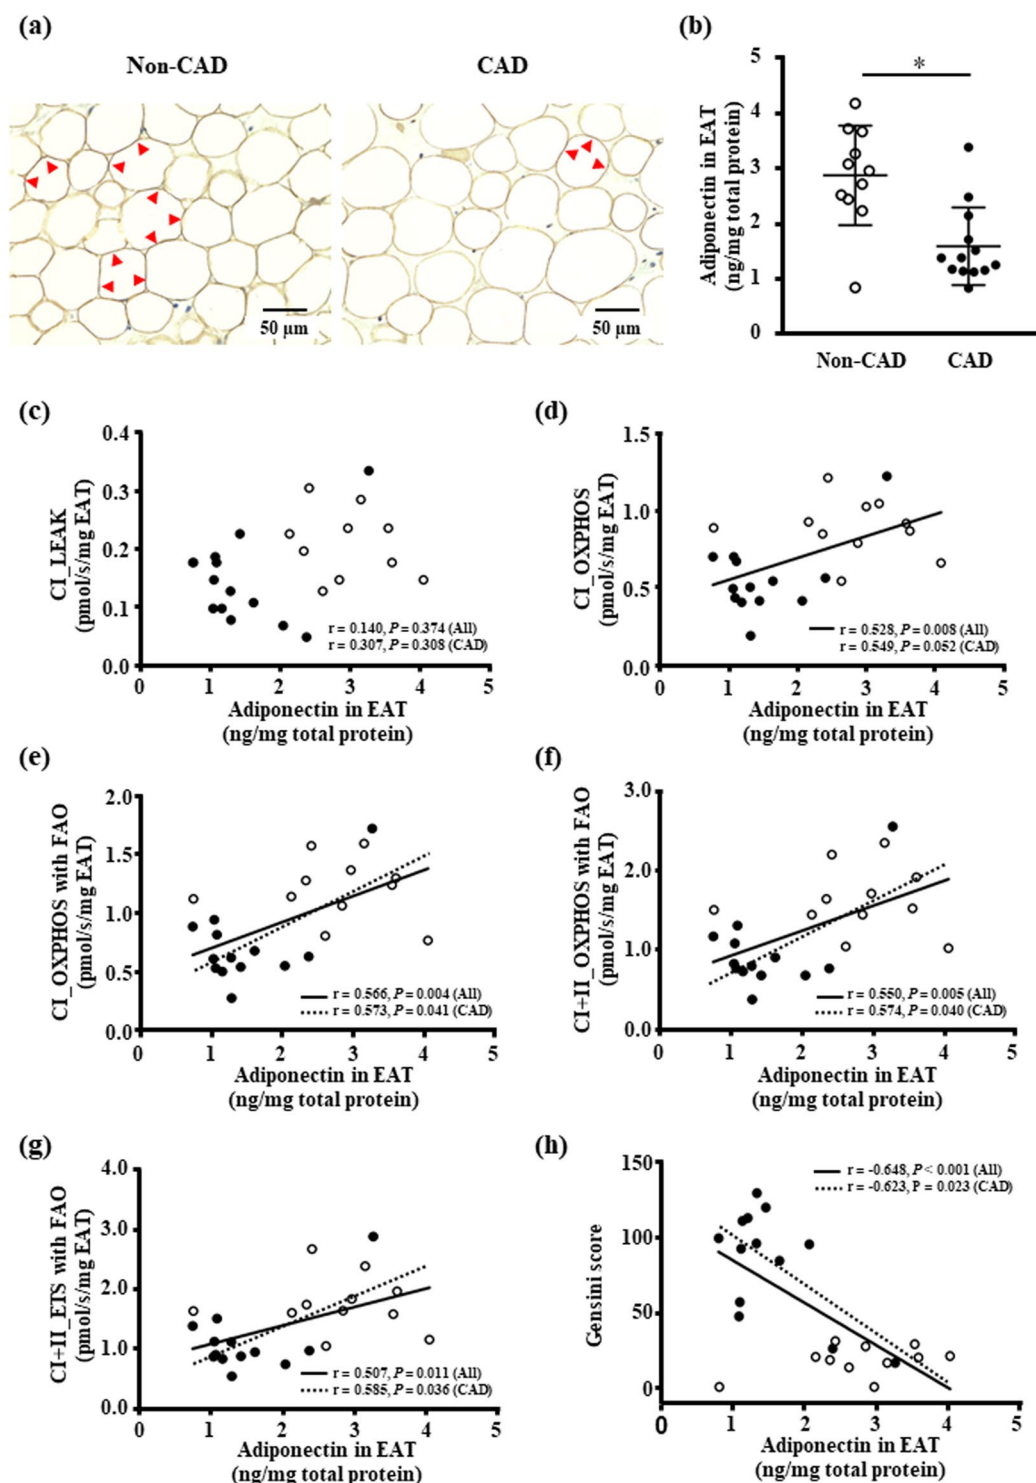 (a)
Non-CAD
CAD
50 µm
50 µm
(b)
Adiponectin in EAT
(ng/mg total protein)
5
4
3
2
1
0
*
Non-CAD
CAD
(c)
CI_LEAK
(pmol/s/mg EAT)
0.4
0.3
0.2
0.1
0.0
r = 0.140, P = 0.374 (All)
r = 0.307, P = 0.308 (CAD)
0 1 2 3 4 5
Adiponectin in EAT
(ng/mg total protein)
(d)
CI_OXPHOS
(pmol/s/mg EAT)
1.5
1.0
0.5
0.0
r = 0.528, P = 0.008 (All)
r = 0.549, P = 0.052 (CAD)
0 1 2 3 4 5
Adiponectin in EAT
(ng/mg total protein)
(e)
CI_OXPHOS with FAO
(pmol/s/mg EAT)
2.0
1.5
1.0
0.5
0.0
r = 0.566, P = 0.004 (All)
r = 0.573, P = 0.041 (CAD)
0 1 2 3 4 5
Adiponectin in EAT
(ng/mg total protein)
(f)
CI+II_OXPHOS with FAO
(pmol/s/mg EAT)
3.0
2.0
1.0
0.0
r = 0.550, P = 0.005 (All)
r = 0.574, P = 0.040 (CAD)
0 1 2 3 4 5
Adiponectin in EAT
(ng/mg total protein)
(g)
CI+II_ETS with FAO
(pmol/s/mg EAT)
4.0
3.0
2.0
1.0
0.0
r = 0.507, P = 0.011 (All)
r = 0.585, P = 0.036 (CAD)
0 1 2 3 4 5
Adiponectin in EAT
(ng/mg total protein)
(h)
Gensini score
150
100
50
0
r = -0.648, P < 0.001 (All)
r = -0.623, P = 0.023 (CAD)
0 1 2 3 4 5
Adiponectin in EAT
(ng/mg total protein)